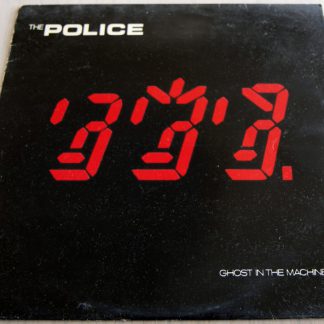 THE POLICE
GHOST IN THE MACHINE